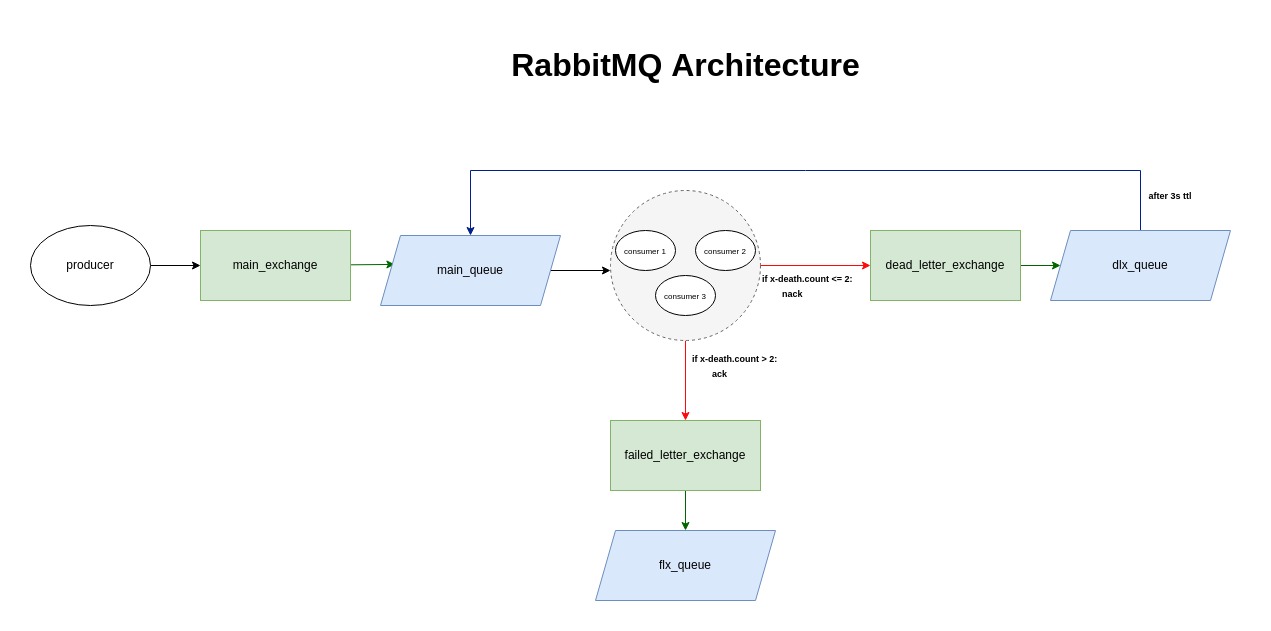 RabbitMQ Architecture
after 3s ttl
producer
main_exchange
main_queue
consumer 1
consumer 2
consumer 3
if x-death.count <= 2:
nack
dead_letter_exchange
dlx_queue
if x-death.count > 2:
ack
failed_letter_exchange
flx_queue